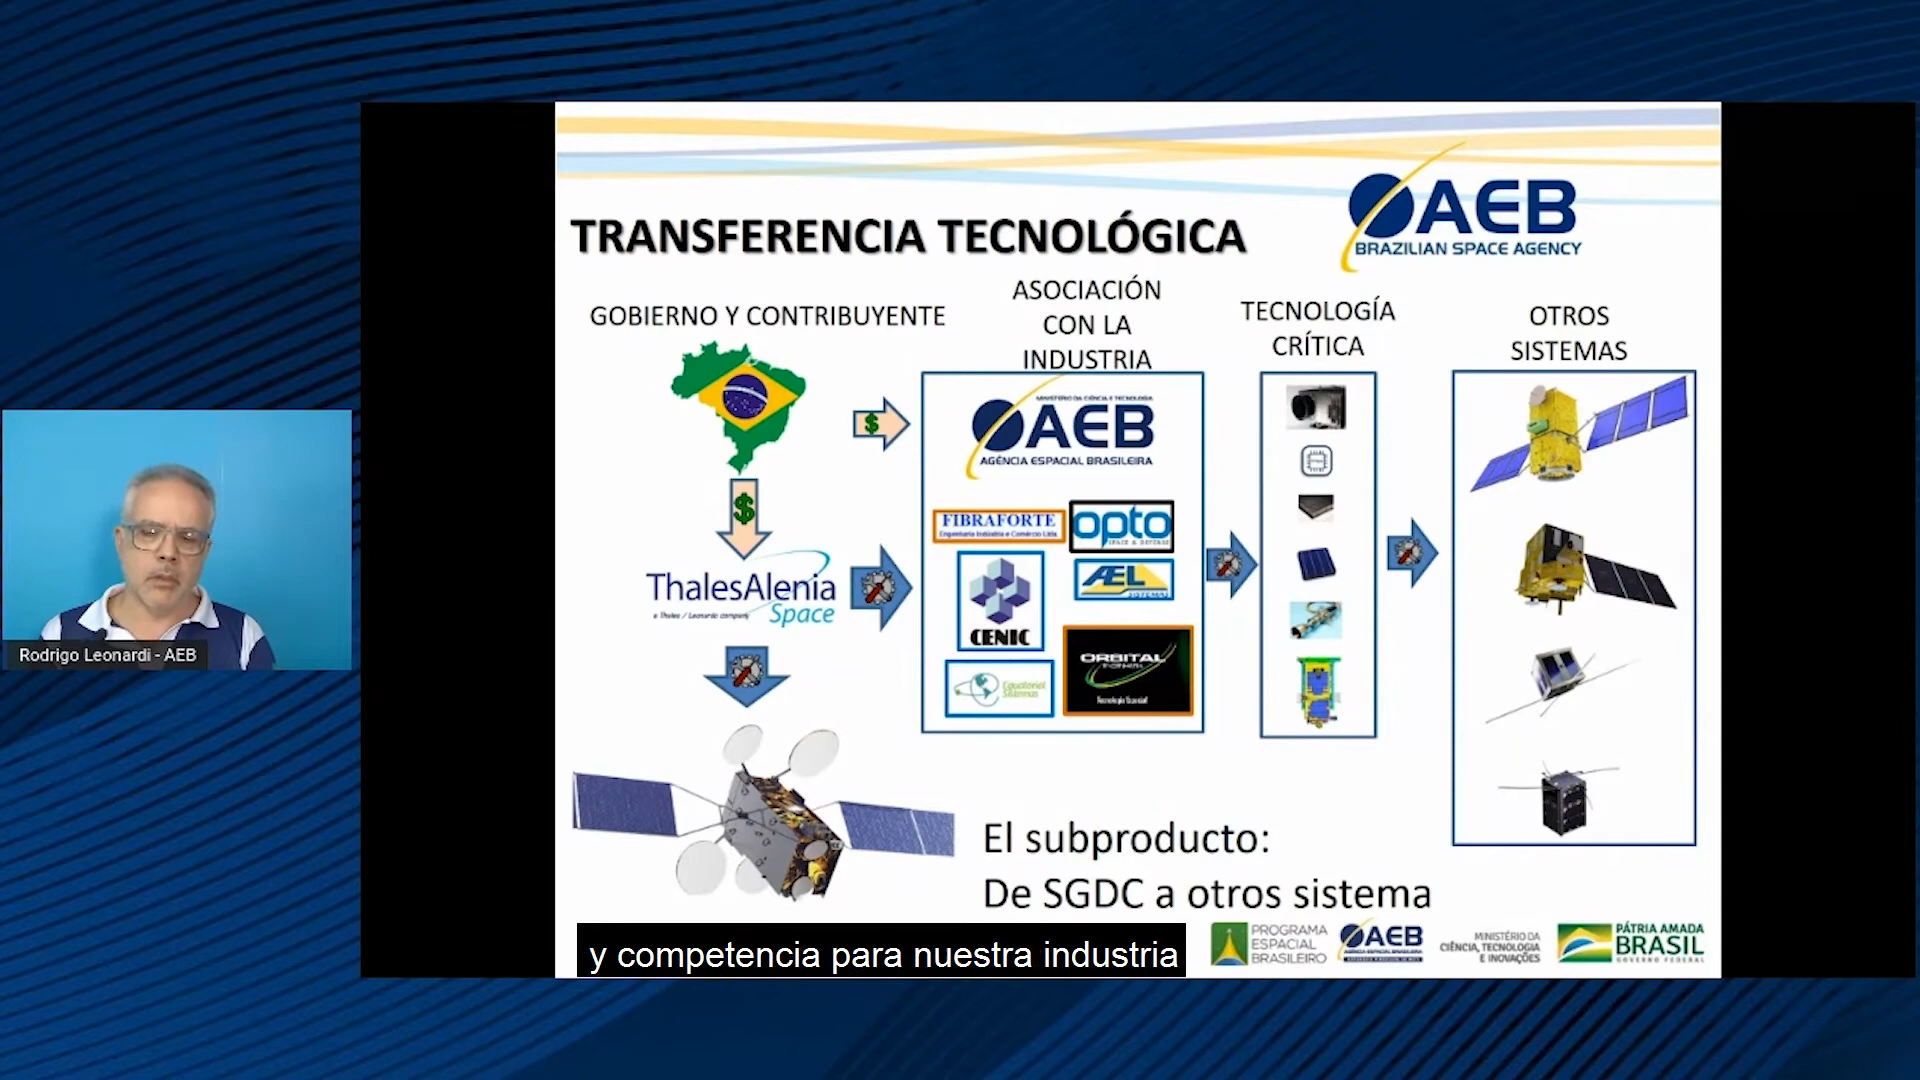 AEB
BRAZILIAN SPACE AGENCY
TRANSFERENCIA TECNOLÓGICA
GOBIERNO Y CONTRIBUYENTE
ASOCIACIÓN
CON LA
INDUSTRIA
TECNOLOGÍA
CRÍTICA
OTROS
SISTEMAS
MINISTÉRIO DA CIÊNCIA E TECNOLOGIA
AEB
AGÊNCIA ESPACIAL BRASILEIRA
$
$
FIBRAFORTE
Engenharia Indústria e Comércio Ltda.
opto
SPACE & DEFENSE
ThalesAlenia
Space
a Thales / Leonardo company
AEL
SISTEMAS
CENIC
ORBITAL
ENGENHARIA
Tecnologia Espacial
Equatorial
Sistemas
Rodrigo Leonardi - AEB
El subproducto:
De SGDC a otros sistema
y competencia para nuestra industria
PROGRAMA
ESPACIAL
BRASILEIRO
AEB
AGÊNCIA ESPACIAL BRASILEIRA
MINISTÉRIO DA
CIÊNCIA, TECNOLOGIA
E INOVAÇÕES
PÁTRIA AMADA
BRASIL
GOVERNO FEDERAL